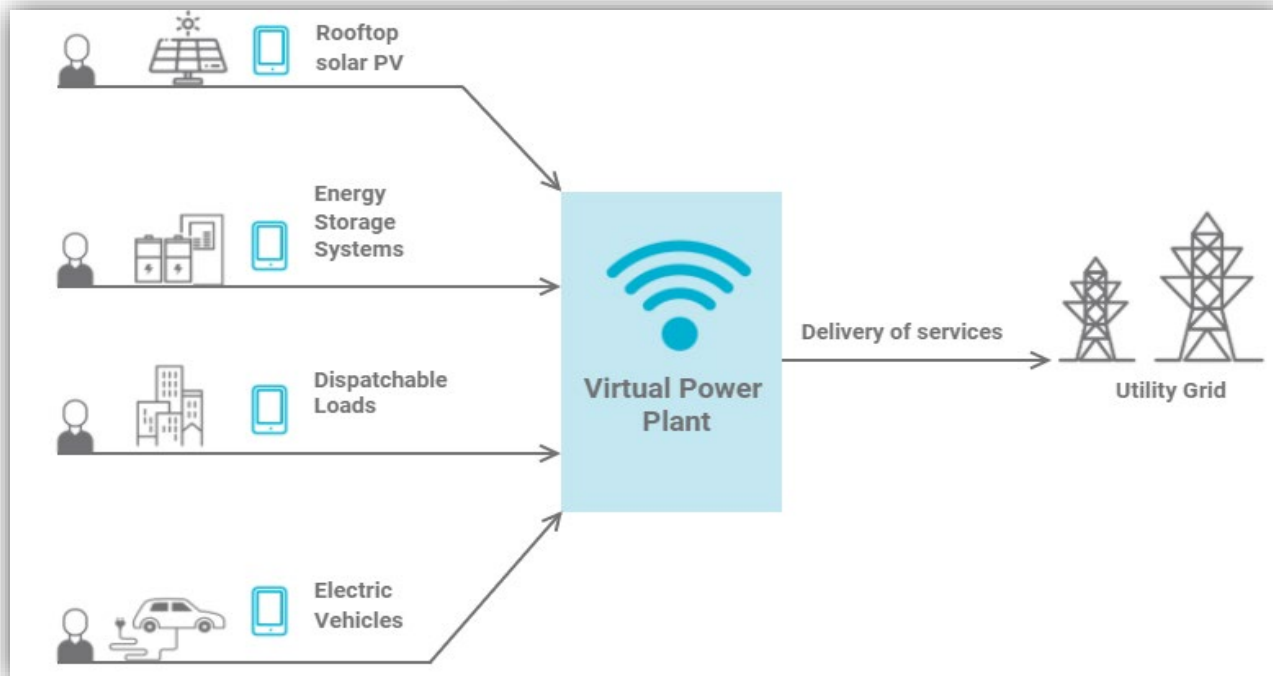 Rooftop
solar PV
Energy
Storage
Systems
Dispatchable
Loads
Electric
Vehicles
Virtual Power
Plant
Delivery of services
Utility Grid